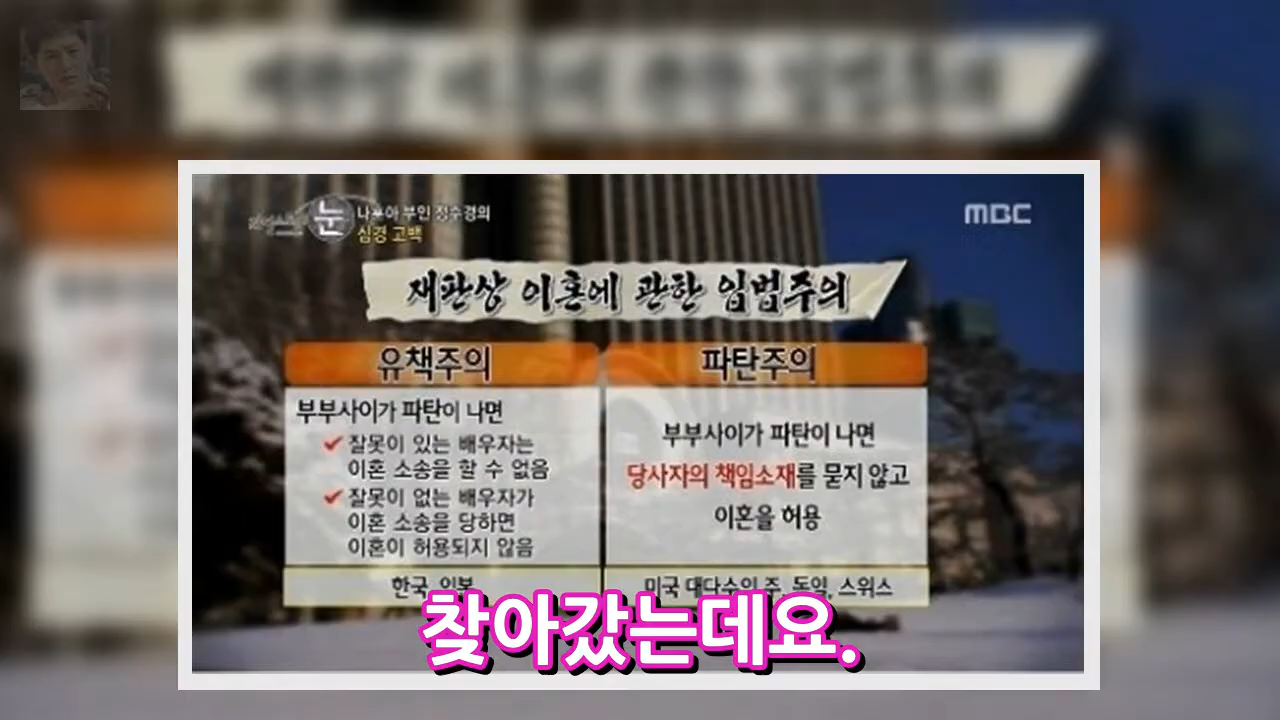 눈
나훈아 부인 정수경의
심경 고백
MBC
재판상 이혼에 관한 입법주의
유책주의
파탄주의
부부사이가 파탄이 나면
✓ 잘못이 있는 배우자는
이혼 소송을 할 수 없음
✓ 잘못이 없는 배우자가
이혼 소송을 당하면
이혼이 허용되지 않음
부부사이가 파탄이 나면
당사자의 책임소재를 묻지 않고
이혼을 허용
한국, 일본
미국 대다수의 주, 독일, 스위스
찾아갔는데요.